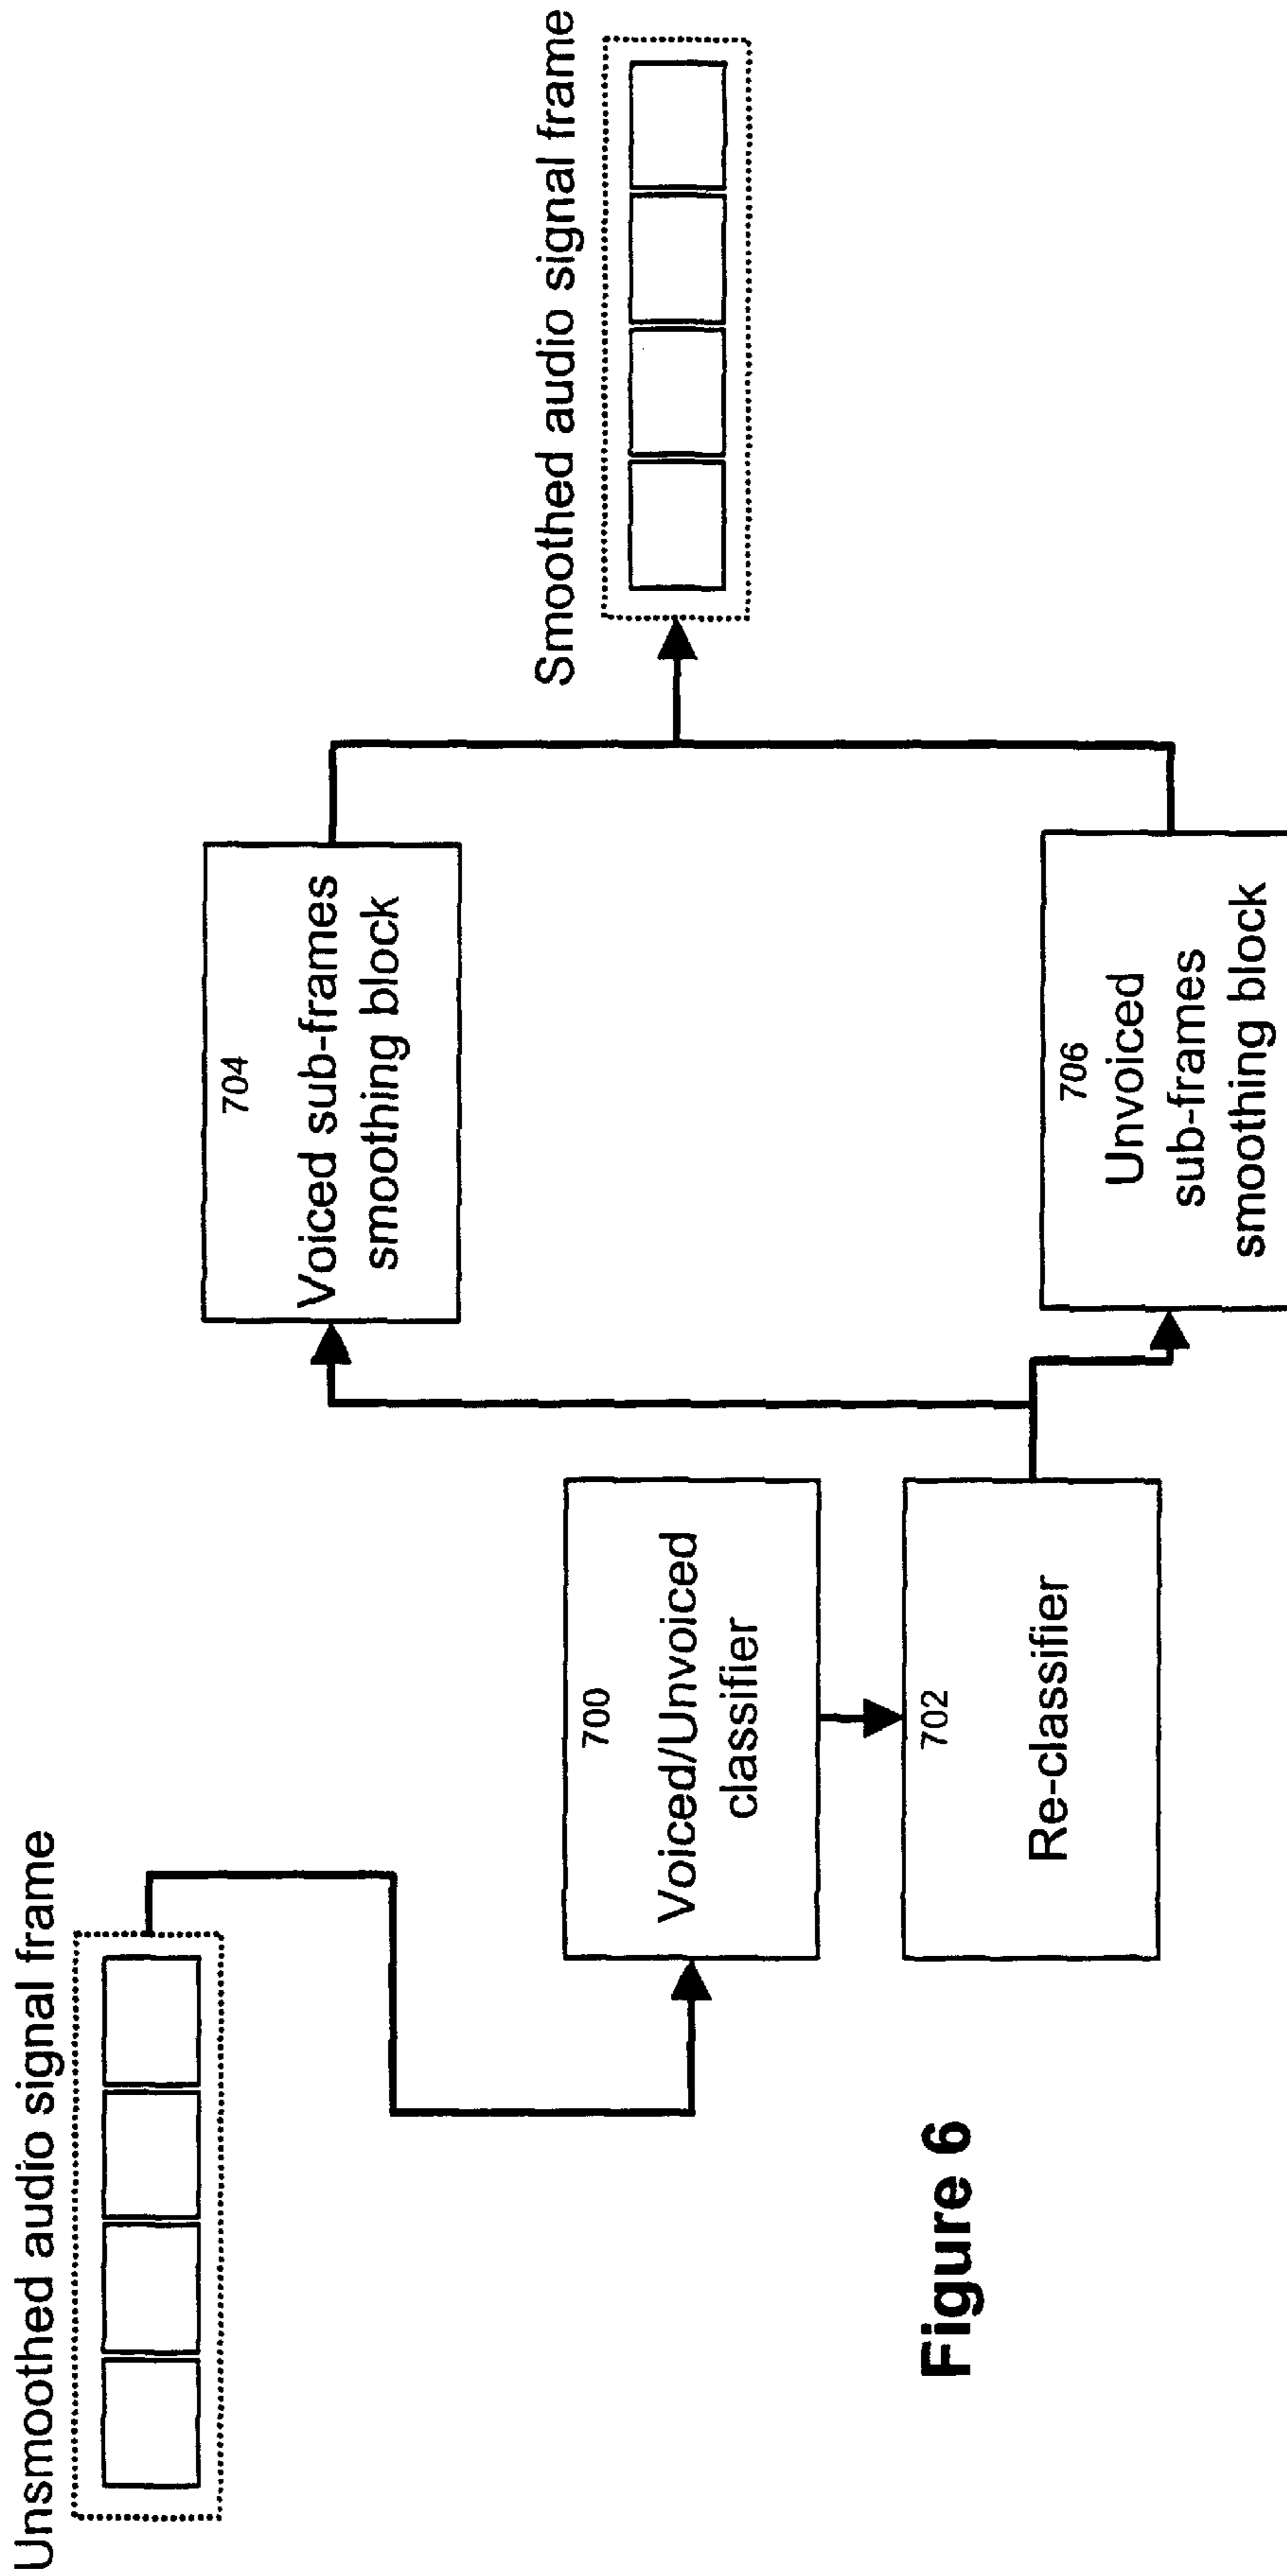 Unsmoothed audio signal frame
700
Voiced/Unvoiced
classifier
702
Re-classifier
704
Voiced sub-frames
smoothing block
706
Unvoiced
sub-frames
smoothing block
Smoothed audio signal frame
Figure 6